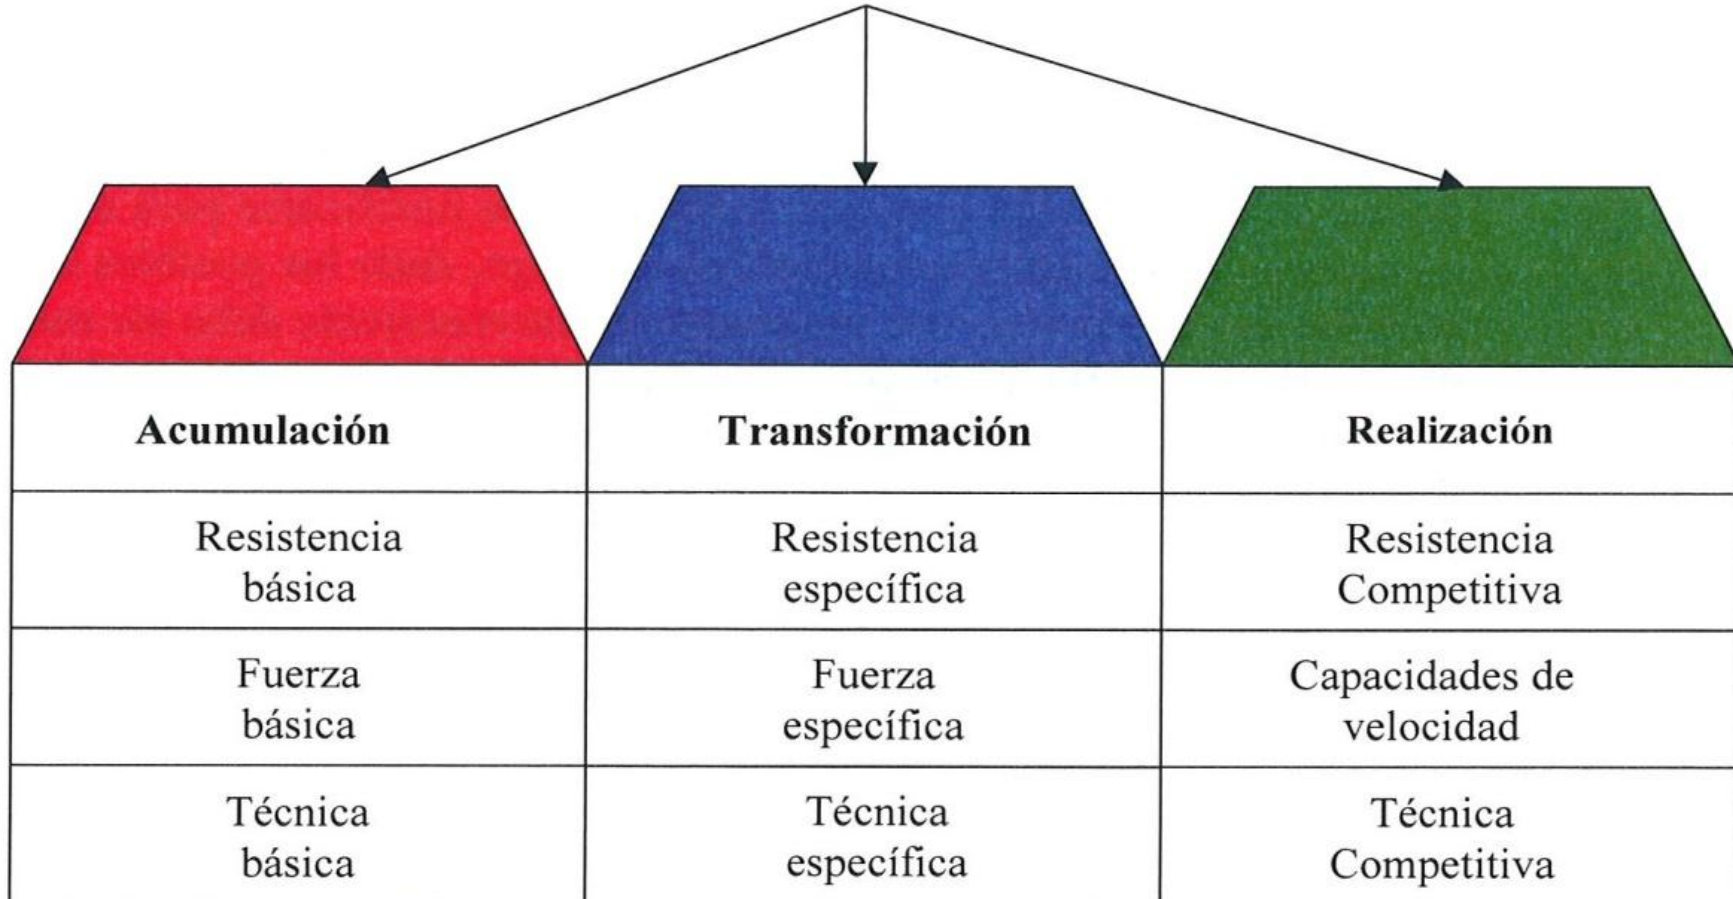 Acumulación
Transformación
Realización
Resistencia
básica
Resistencia
específica
Resistencia
Competitiva
Fuerza
básica
Fuerza
específica
Capacidades de
velocidad
Técnica
básica
Técnica
específica
Técnica
Competitiva